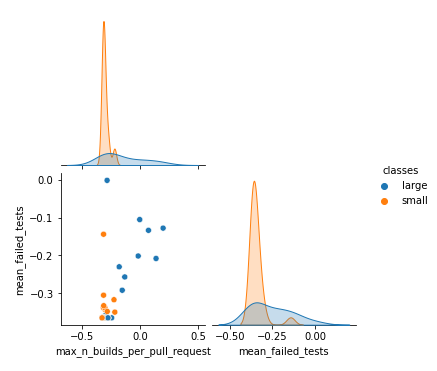 classes
large
small
0.0
−0.1
−0.2
−0.3
mean_failed_tests
−0.5
0.0
0.5
max_n_builds_per_pull_request
−0.50
−0.25
0.00
mean_failed_tests